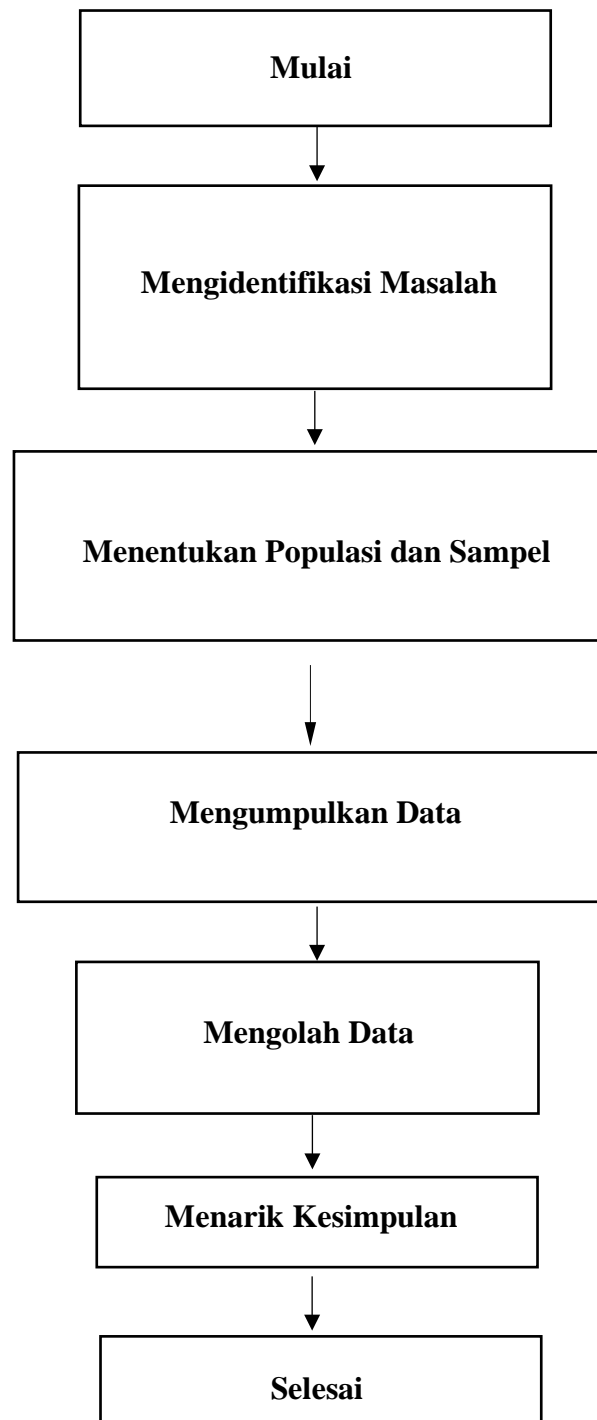 Mulai
Mengidentifikasi Masalah
Menentukan Populasi dan Sampel
Mengumpulkan Data
Mengolah Data
Menarik Kesimpulan
Selesai